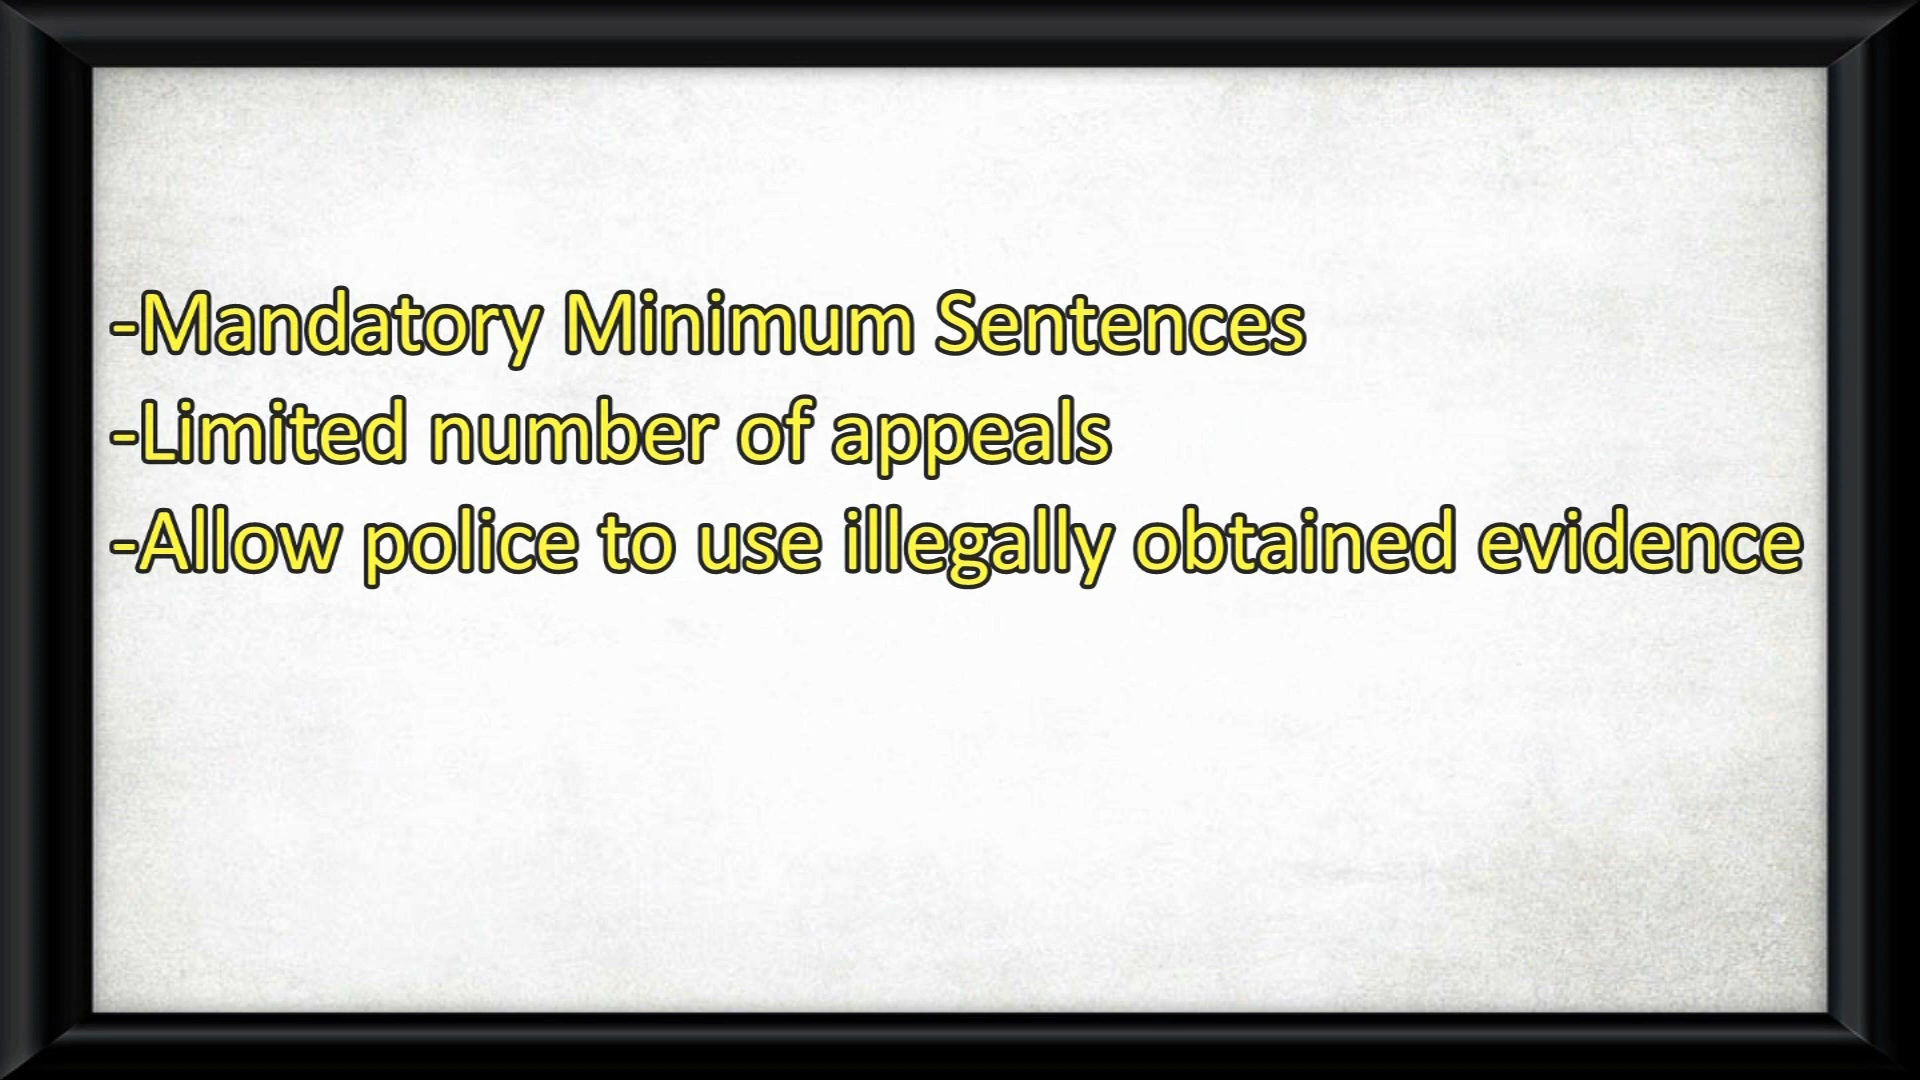 -Mandatory Minimum Sentences
-Limited number of appeals
-Allow police to use illegally obtained evidence